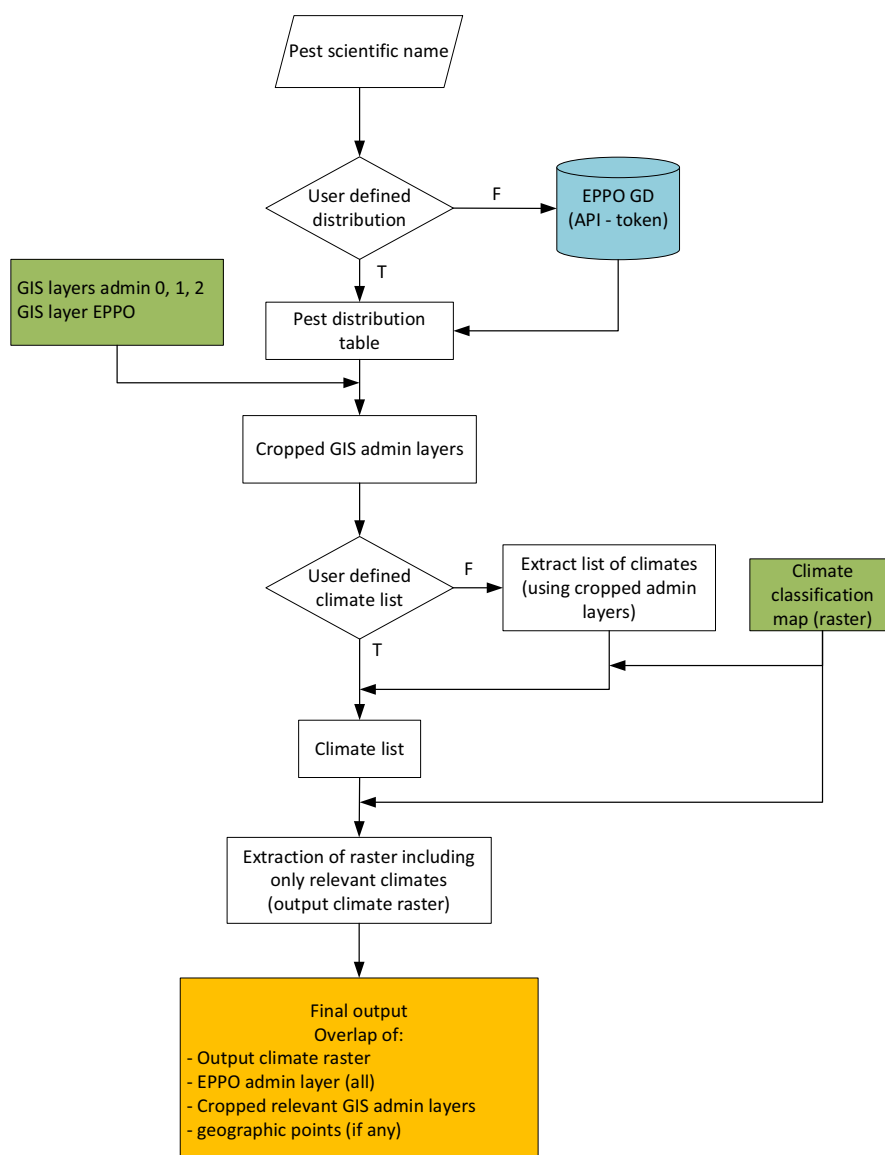 Pest scientific name
User defined
distribution
F
EPPO GD
(API - token)
T
GIS layers admin 0, 1, 2
GIS layer EPPO
Pest distribution
table
Cropped GIS admin layers
User defined
climate list
F
Extract list of climates
(using cropped admin
layers)
Climate
classification
map (raster)
T
Climate list
Extraction of raster including
only relevant climates
(output climate raster)
Final output
Overlap of:
- Output climate raster
- EPPO admin layer (all)
- Cropped relevant GIS admin layers
- geographic points (if any)